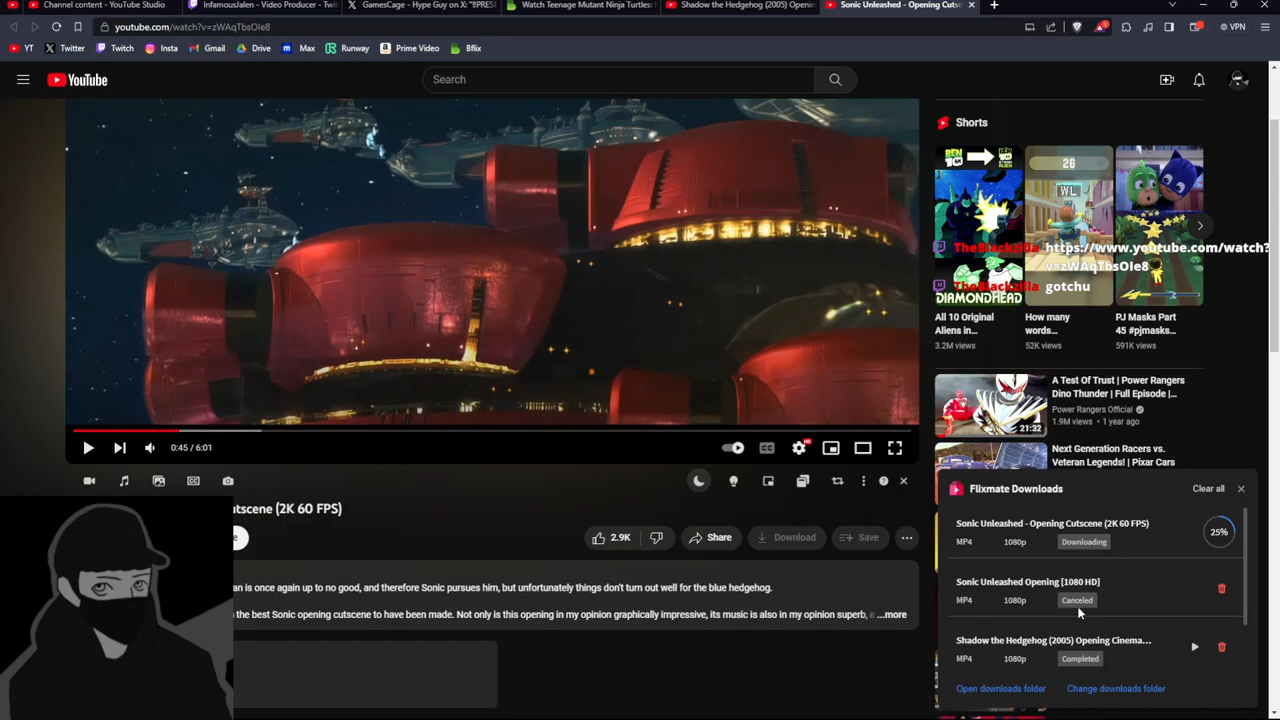 Channel content - YouTube Studio
InfamousJalen - Video Producer - Twit
GamesCage - Hype Guy on X: "8PRES
Watch Teenage Mutant Ninja Turtles:
Shadow the Hedgehog (2005) Openin
Sonic Unleashed - Opening Cutsc
youtube.com/watch?v=zWAqTbsOIe8
VPN
YT
Twitter
Twitch
Insta
Gmail
Drive
Max
Runway
Prime Video
Bflix
YouTube
Search
Shorts
BEN 10
26
WL
DIAMONDHEAD
TheBlackzilla https://www.youtube.com/watch?
v=zWAqTbsOIe8
TheBlackzilla gotchu
All 10 Original
Aliens in...
3.2M views
How many
words...
52K views
PJ Masks Part
45 #pjmasks...
591K views
A Test Of Trust | Power Rangers
Dino Thunder | Full Episode |...
Power Rangers Official
1.9M views • 1 year ago
21:32
Next Generation Racers vs.
Veteran Legends! | Pixar Cars
0:45 / 6:01
CC
HD
utscene (2K 60 FPS)
e
2.9K
Share
Download
Save
an is once again up to no good, and therefore Sonic pursues him, but unfortunately things don't turn out well for the blue hedgehog.
the best Sonic opening cutscene to have been made. Not only is this opening in my opinion graphically impressive, its music is also in my opinion superb, a ...more
Flixmate Downloads
Clear all
Sonic Unleashed - Opening Cutscene (2K 60 FPS)
MP4 1080p Downloading
25%
Sonic Unleashed Opening [1080 HD]
MP4 1080p Canceled
Shadow the Hedgehog (2005) Opening Cinema...
MP4 1080p Completed
Open downloads folder
Change downloads folder